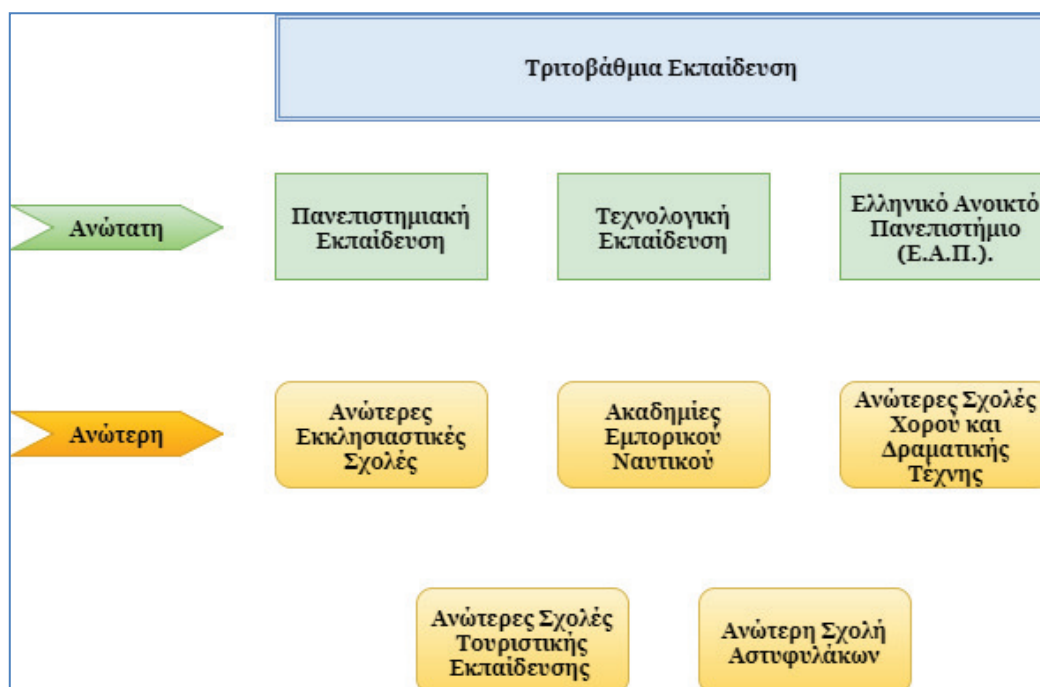 Τριτοβάθμια Εκπαίδευση
Ανώτατη
Πανεπιστημιακή
Εκπαίδευση
Τεχνολογική
Εκπαίδευση
Ελληνικό Ανοικτό
Πανεπιστήμιο
(Ε.Α.Π.).
Ανώτερη
Ανώτερες
Εκκλησιαστικές
Σχολές
Ακαδημίες
Εμπορικού
Ναυτικού
Ανώτερες Σχολές
Χορού και
Δραματικής
Τέχνης
Ανώτερες Σχολές
Τουριστικής
Εκπαίδευσης
Ανώτερη Σχολή
Αστυφυλάκων